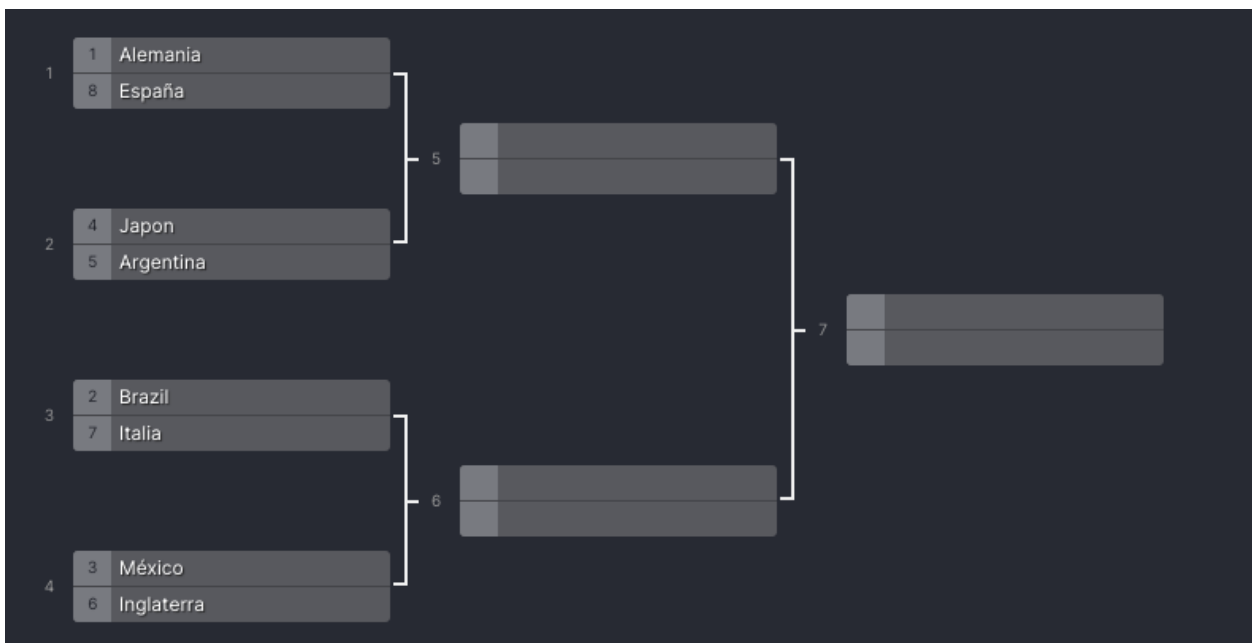 1 Alemania
1
8 España
5
4 Japon
2
5 Argentina
7
2 Brazil
3
7 Italia
6
3 México
4
6 Inglaterra